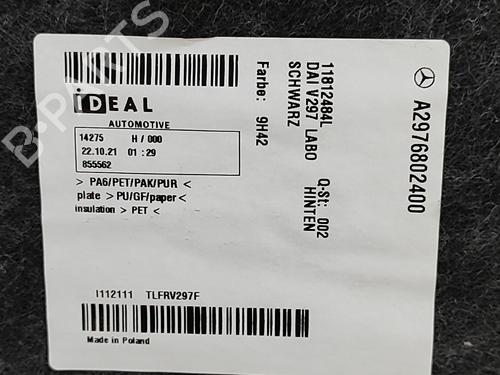 B-PARTS
iDEAL
AUTOMOTIVE
14275 H/000
22.10.21 01:29
855562
> PA6/PET/PAK/PUR <
plate > PU/GF/paper <
insulation > PET <
I112111 TLFRV297F
Made in Poland
A2976802400
11812484L Q-St: 002
DAI V297 LABO HINTEN
SCHWARZ
Farbe: 9H42